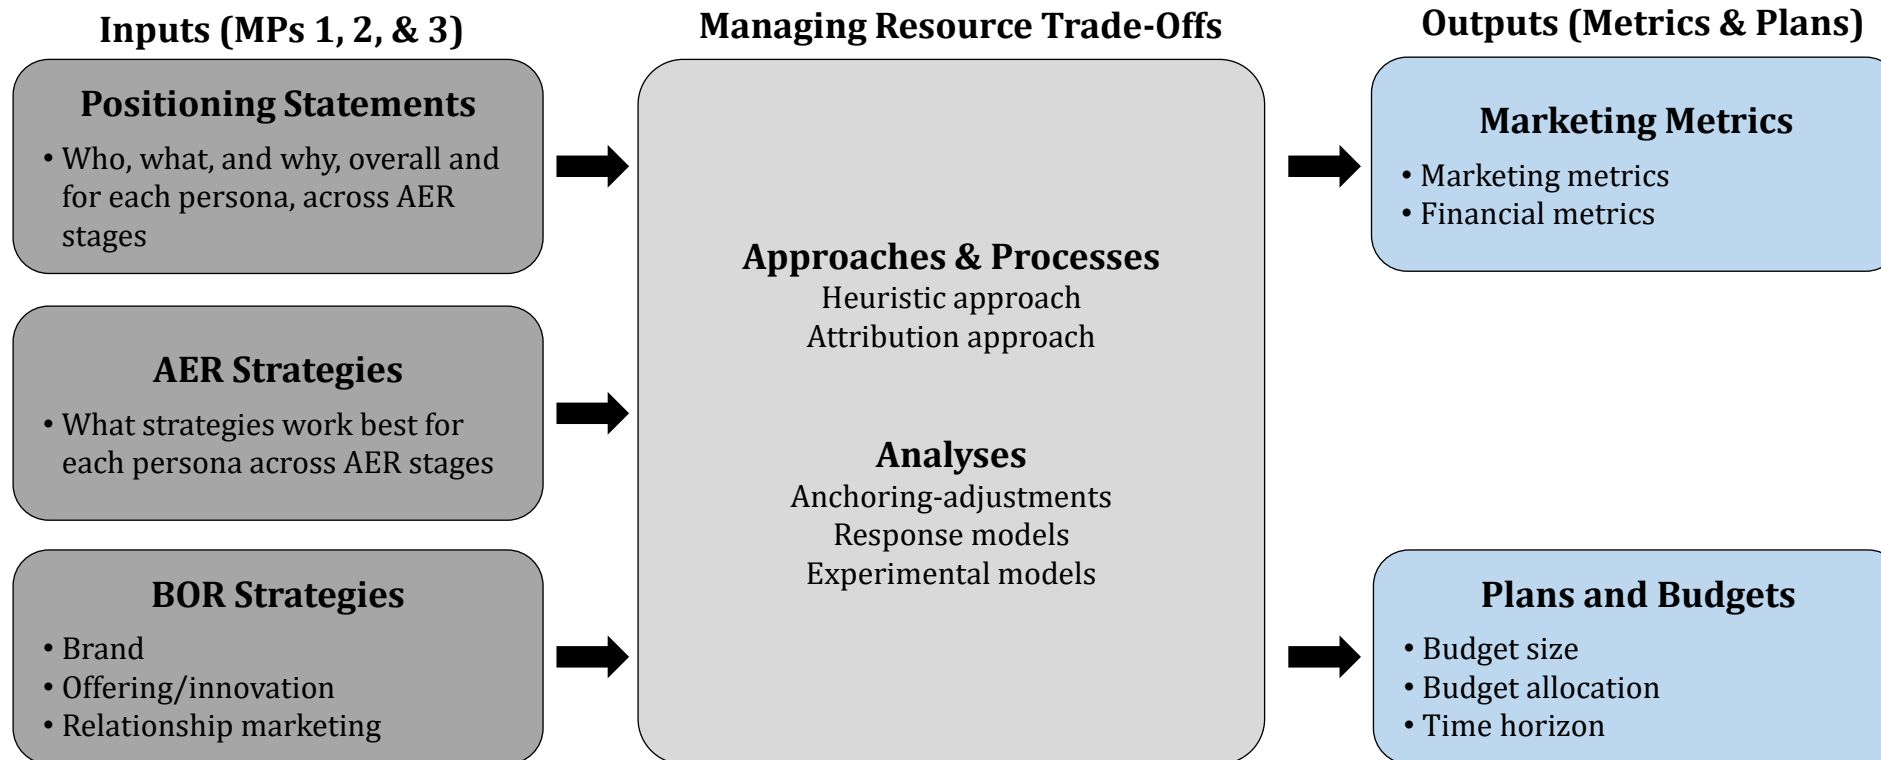 Inputs (MPs 1, 2, & 3)
Positioning Statements
• Who, what, and why, overall and
for each persona, across AER
stages
AER Strategies
• What strategies work best for
each persona across AER stages
BOR Strategies
• Brand
• Offering/innovation
• Relationship marketing
Managing Resource Trade-Offs
Approaches & Processes
Heuristic approach
Attribution approach
Analyses
Anchoring-adjustments
Response models
Experimental models
Outputs (Metrics & Plans)
Marketing Metrics
• Marketing metrics
• Financial metrics
Plans and Budgets
• Budget size
• Budget allocation
• Time horizon